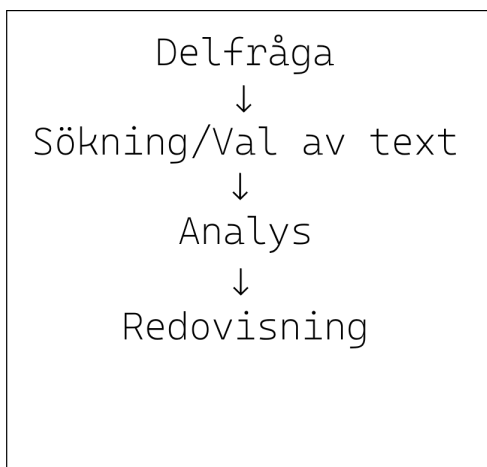 Delfråga
↓
Sökning/Val av text
↓
Analys
↓
Redovisning